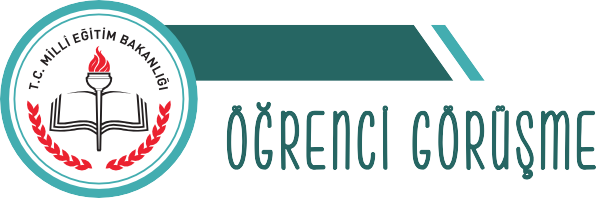 T.C. MİLLİ EĞİTİM BAKANLIĞI
ÖĞRENCİ GÖRÜŞME